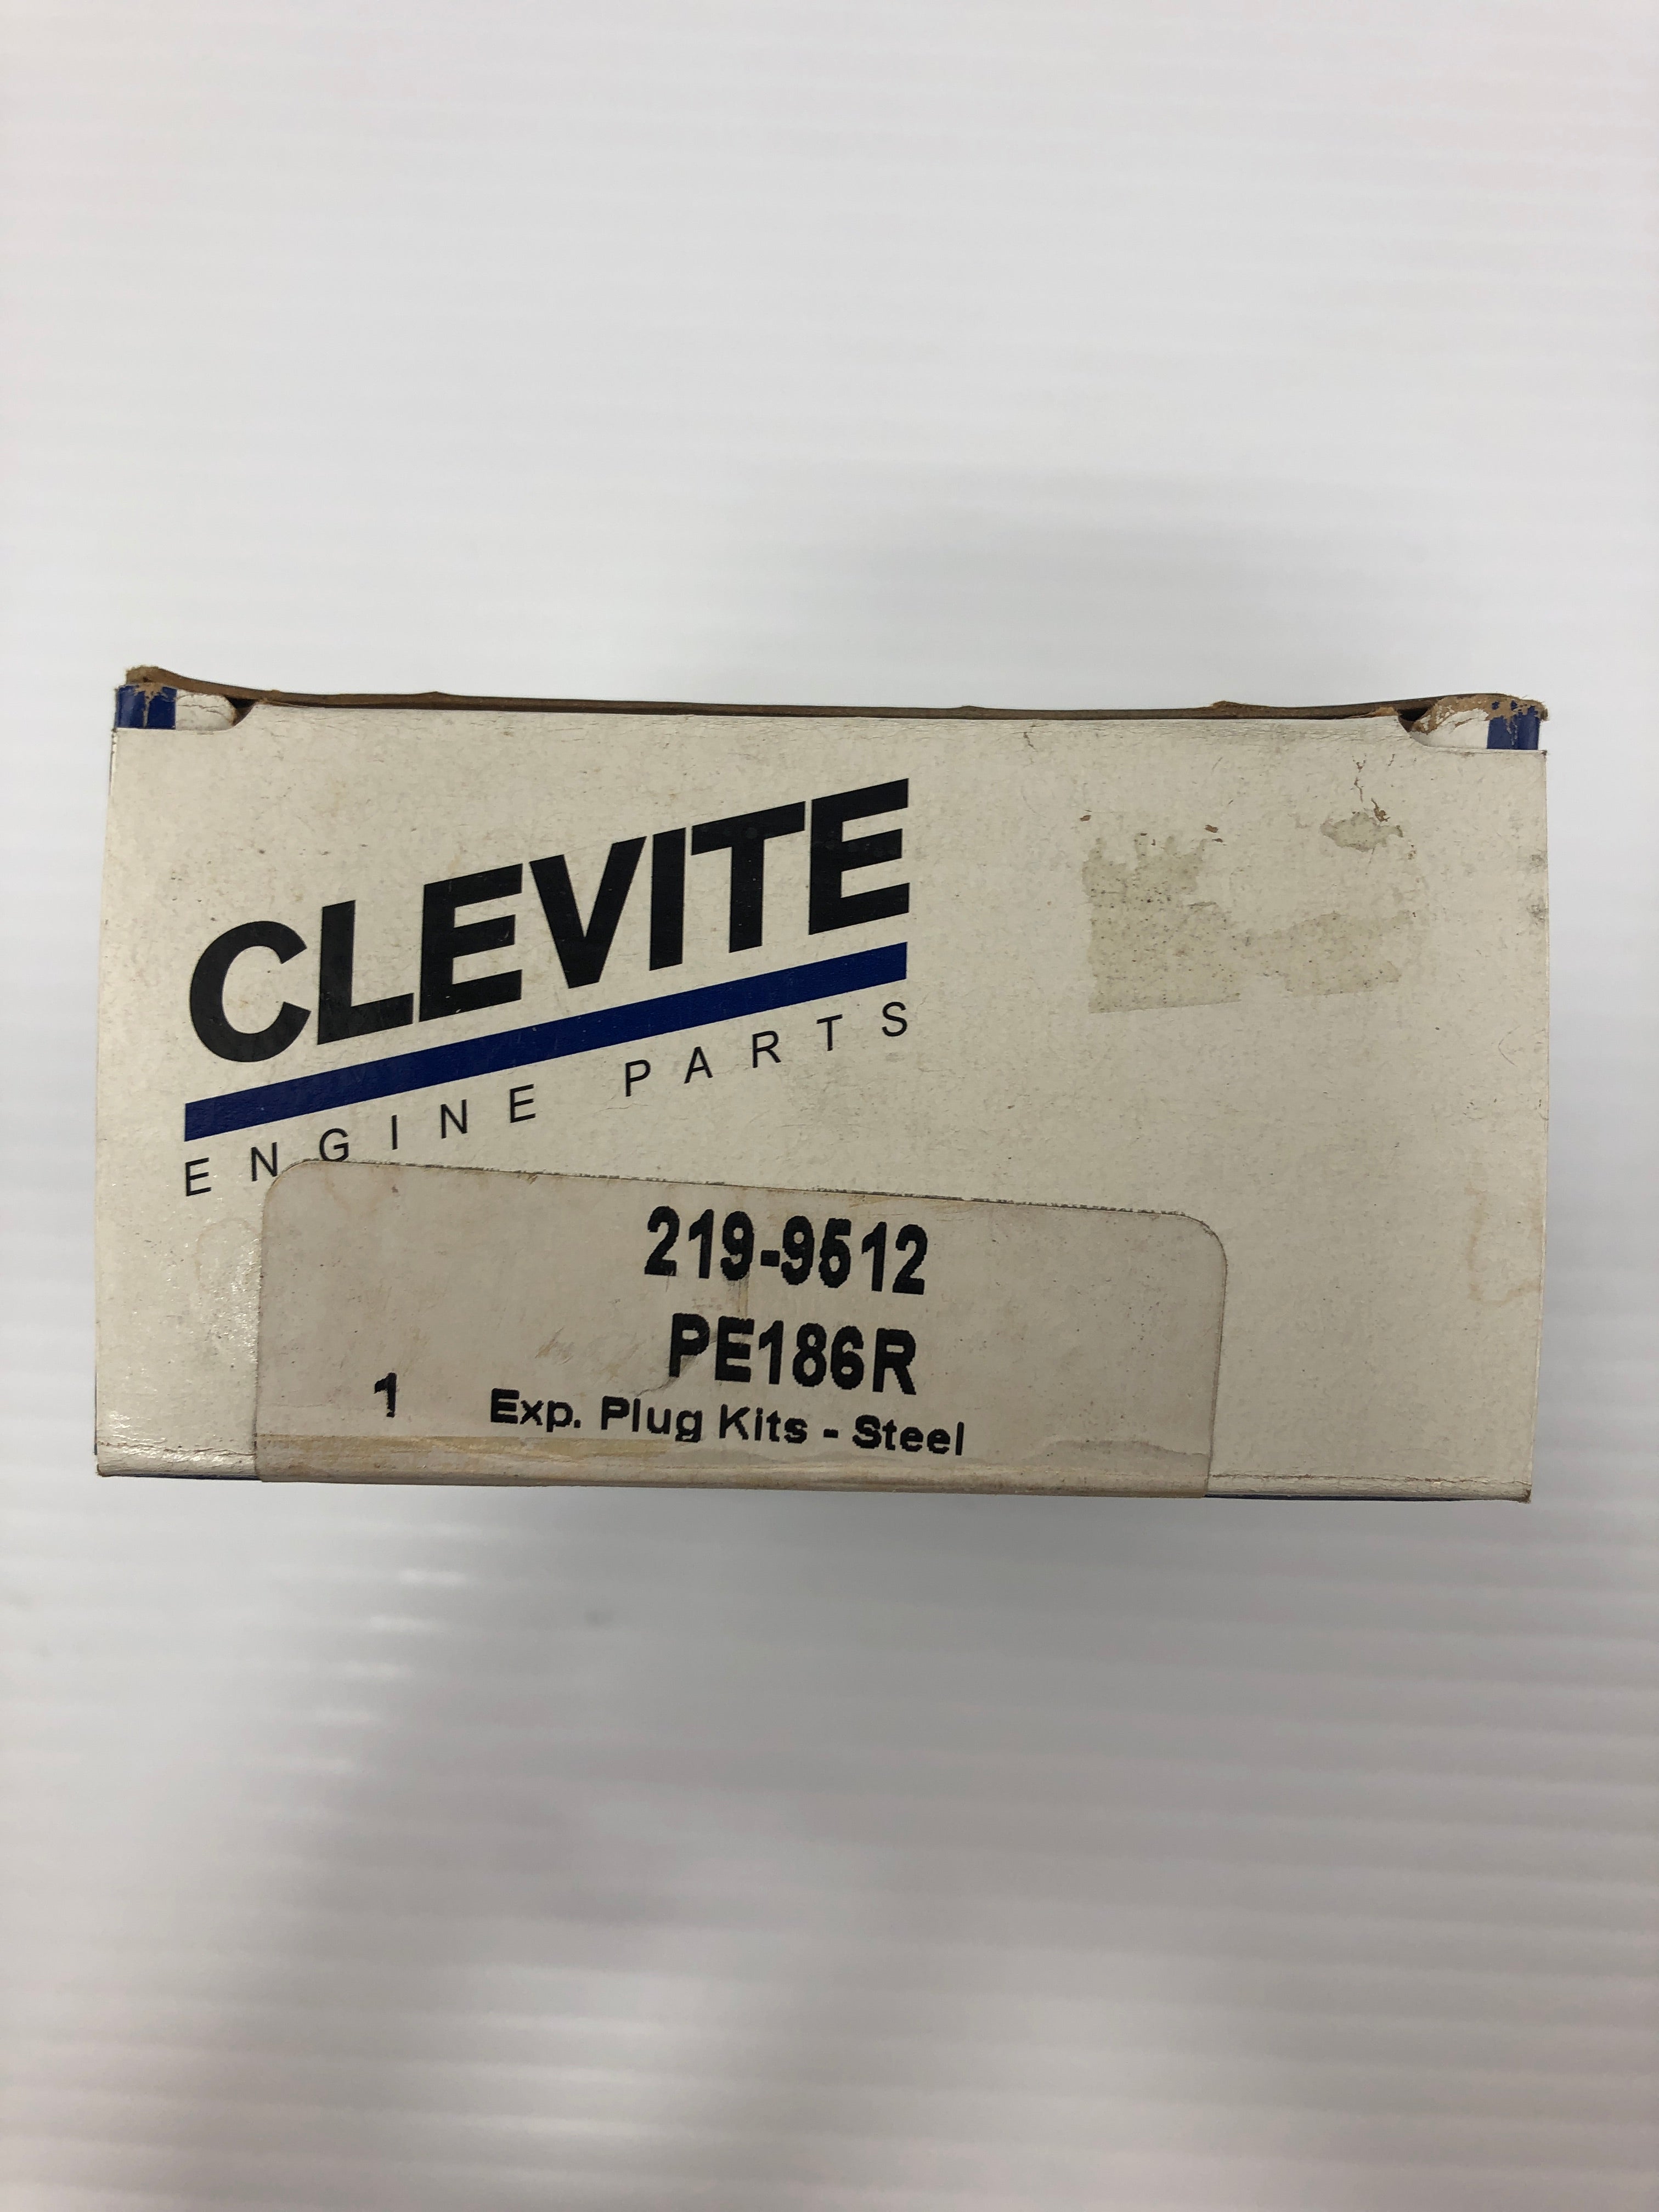 CLEVITE
ENGINE PARTS
219-9512
PE186R
1 Exp. Plug Kits - Steel